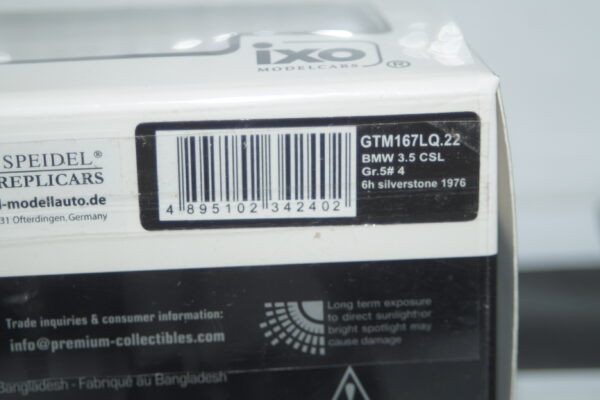 ixo
MODELCARS ®
GTM167LQ.22
BMW 3.5 CSL
Gr.5# 4
6h silverstone 1976
4 895102 342402
SPEIDEL®
REPLICARS
i-modellauto.de
31 Ofterdingen, Germany
Trade inquiries & consumer information:
info@premium-collectibles.com
Long term exposure
to direct sunlight or
bright spotlight may
cause damage
Bangladesh - Fabriqué au Bangladesh